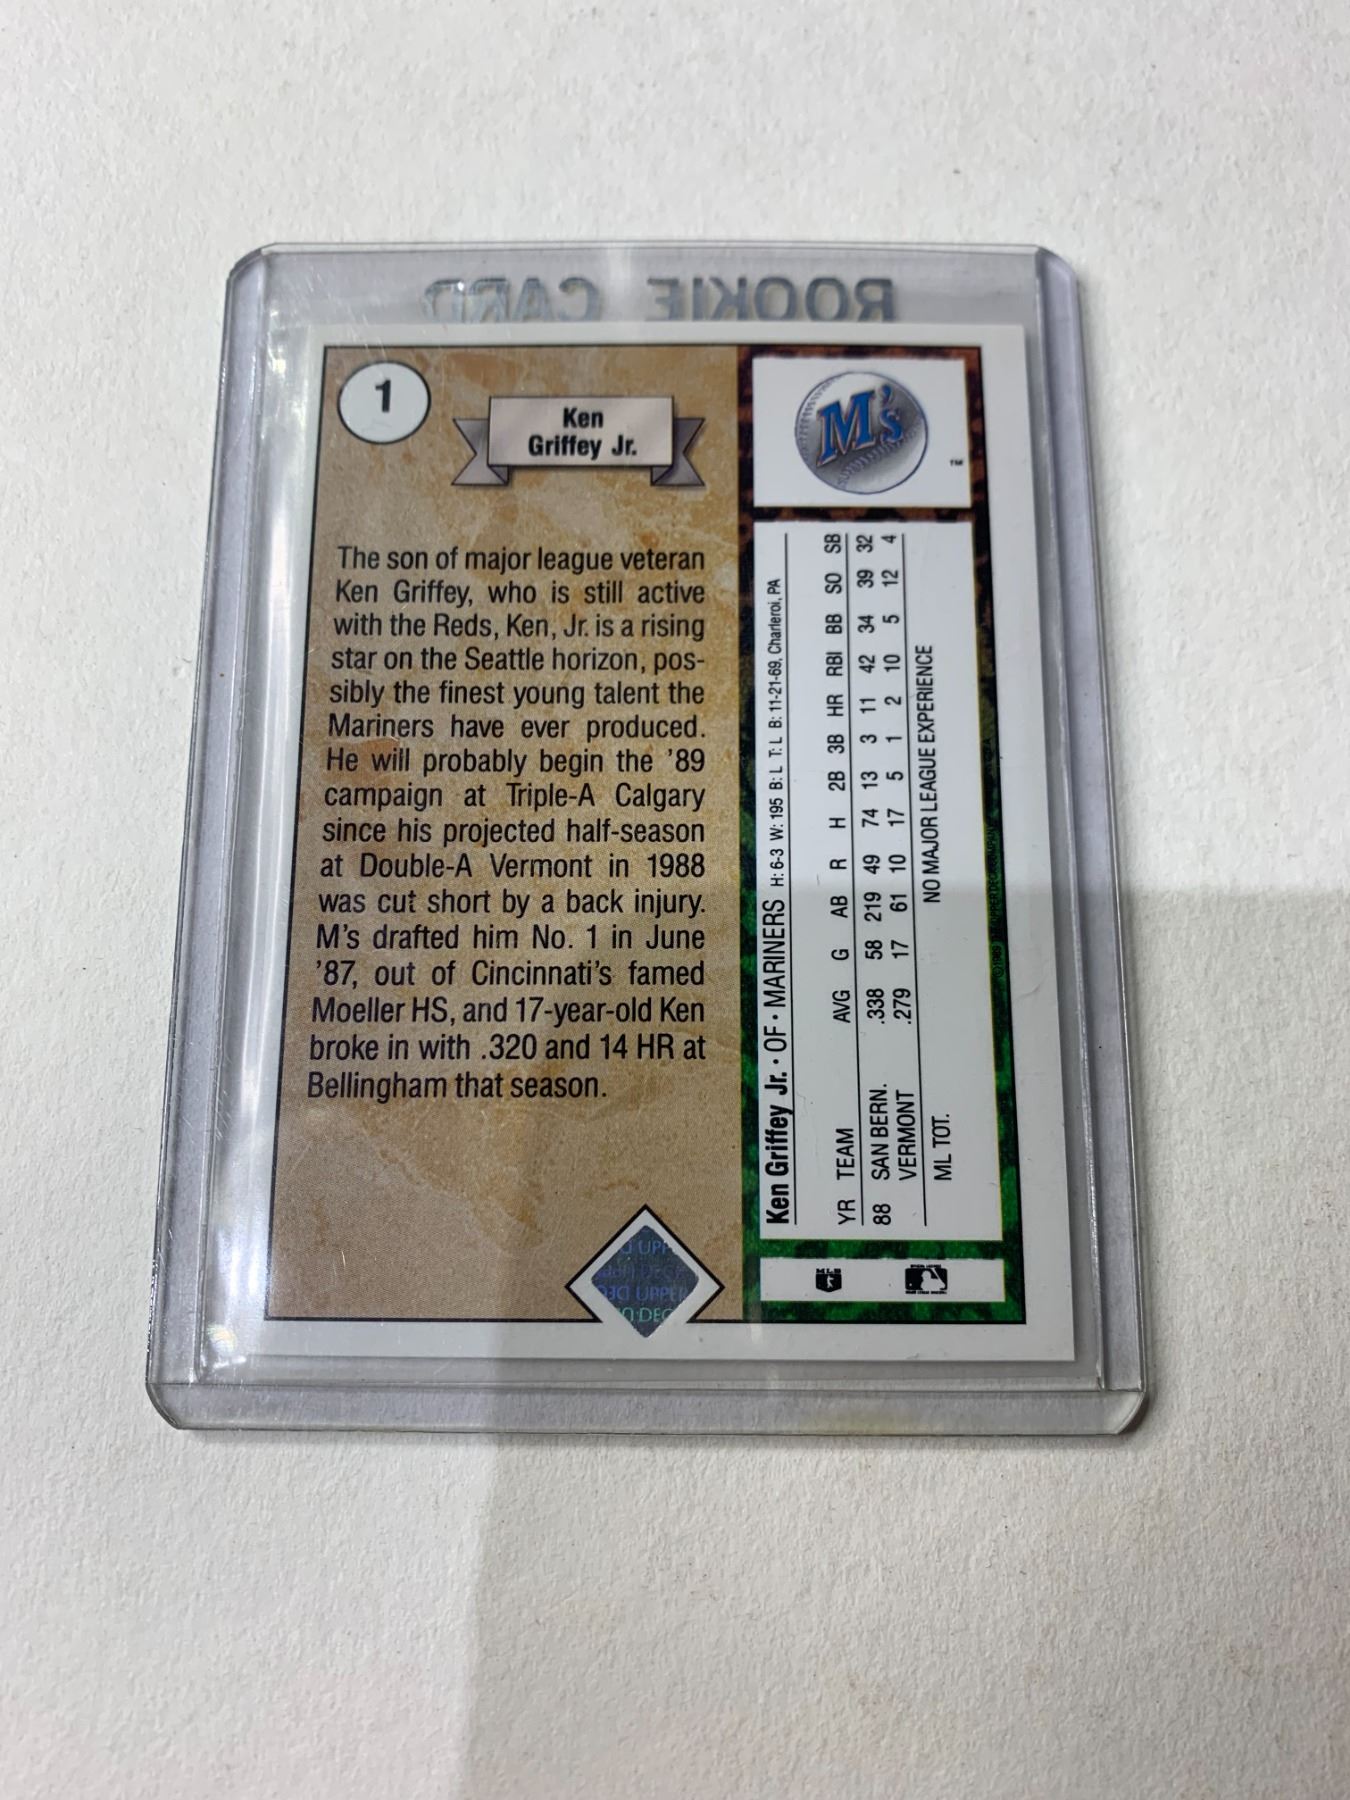 ROOKIE CARD
1
Ken
Griffey Jr.
M's
TM
The son of major league veteran
Ken Griffey, who is still active
with the Reds, Ken, Jr. is a rising
star on the Seattle horizon, pos-
sibly the finest young talent the
Mariners have ever produced.
He will probably begin the '89
campaign at Triple-A Calgary
since his projected half-season
at Double-A Vermont in 1988
was cut short by a back injury.
M's drafted him No. 1 in June
'87, out of Cincinnati's famed
Moeller HS, and 17-year-old Ken
broke in with .320 and 14 HR at
Bellingham that season.
Ken Griffey Jr. • OF • MARINERS H: 6-3 W: 195 B: L T: L B: 11-21-69, Charleroi, PA
YR TEAM AVG G AB R H 2B 3B HR RBI BB SO SB
88 SAN BERN. .338 58 219 49 74 13 3 11 42 34 39 32
VERMONT .279 17 61 10 17 5 1 2 10 5 12 4
ML TOT. NO MAJOR LEAGUE EXPERIENCE